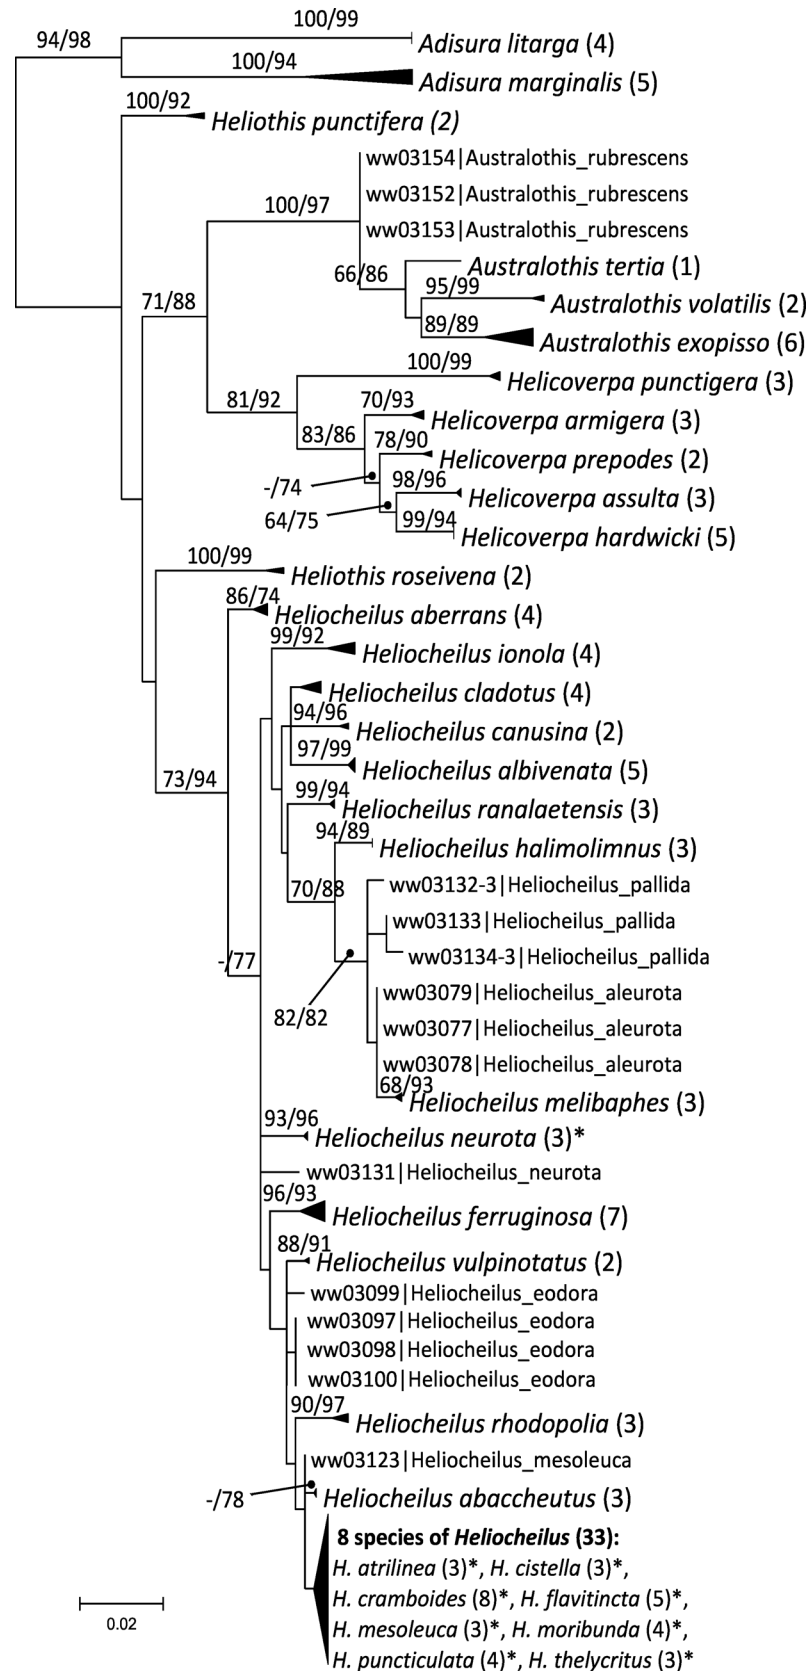 100/99
94/98
Adisura litarga (4)
100/94
Adisura marginalis (5)
100/92
Heliothis punctifera (2)
ww03154|Australothis_rubrescens
ww03152|Australothis_rubrescens
100/97
ww03153|Australothis_rubrescens
66/86
Australothis tertia (1)
95/99
71/88
Australothis volatilis (2)
89/89
Australothis exopisso (6)
100/99
Helicoverpa punctigera (3)
81/92
70/93
Helicoverpa armigera (3)
83/86
78/90
Helicoverpa prepodes (2)
-/74
98/96
Helicoverpa assulta (3)
64/75
99/94
Helicoverpa hardwicki (5)
100/99
Heliothis roseivena (2)
86/74
Heliocheilus aberrans (4)
99/92
Heliocheilus ionola (4)
Heliocheilus cladotus (4)
94/96
Heliocheilus canusina (2)
97/99
Heliocheilus albivenata (5)
73/94
99/94
Heliocheilus ranalaetensis (3)
94/89
Heliocheilus halimolimnus (3)
70/88
ww03132-3|Heliocheilus_pallida
ww03133|Heliocheilus_pallida
ww03134-3|Heliocheilus_pallida
-/77
ww03079|Heliocheilus_aleurota
82/82
ww03077|Heliocheilus_aleurota
ww03078|Heliocheilus_aleurota
68/93
Heliocheilus melibaphes (3)
93/96
Heliocheilus neurota (3)*
ww03131|Heliocheilus_neurota
96/93
Heliocheilus ferruginosa (7)
88/91
Heliocheilus vulpinotatus (2)
ww03099|Heliocheilus_eodora
ww03097|Heliocheilus_eodora
ww03098|Heliocheilus_eodora
ww03100|Heliocheilus_eodora
90/97
Heliocheilus rhodopolia (3)
ww03123|Heliocheilus_mesoleuca
-/78
Heliocheilus abaccheutus (3)
8 species of Heliocheilus (33):
H. atrilinea (3)*, H. cistella (3)*,
H. cramboides (8)*, H. flavitincta (5)*,
H. mesoleuca (3)*, H. moribunda (4)*,
H. puncticulata (4)*, H. thelycritus (3)*
0.02